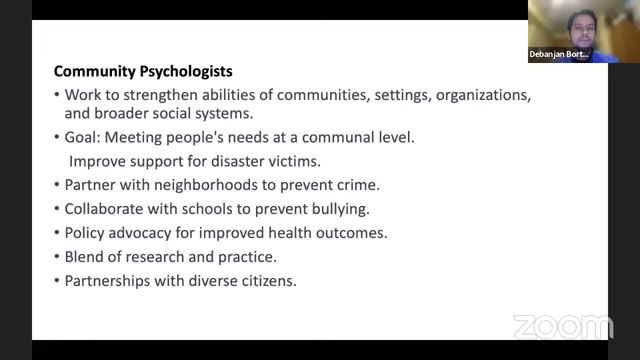 Debanjan Bort...
Community Psychologists
• Work to strengthen abilities of communities, settings, organizations,
and broader social systems.
• Goal: Meeting people's needs at a communal level.
Improve support for disaster victims.
• Partner with neighborhoods to prevent crime.
• Collaborate with schools to prevent bullying.
• Policy advocacy for improved health outcomes.
• Blend of research and practice.
• Partnerships with diverse citizens.
zoom